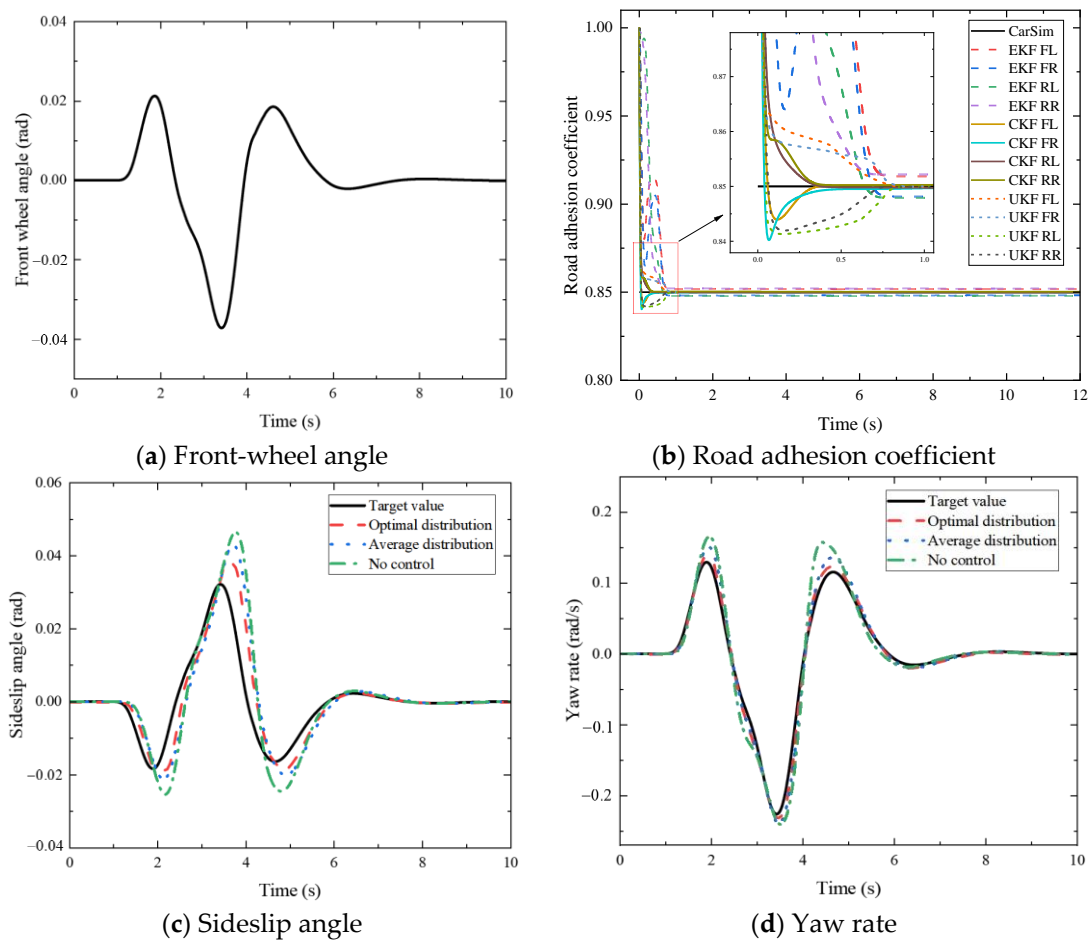 0.04
0.02
0.00
−0.02
−0.04
Front wheel angle (rad)
0 2 4 6 8 10
Time (s)
(a) Front-wheel angle
1.00
0.95
0.90
0.85
0.80
Road adhesion coefficient
0.87
0.86
0.85
0.84
0.0 0.5 1.0
CarSim
EKF FL
EKF FR
EKF RL
EKF RR
CKF FL
CKF FR
CKF RL
CKF RR
UKF FL
UKF FR
UKF RL
UKF RR
0 2 4 6 8 10 12
Time (s)
(b) Road adhesion coefficient
0.06
0.04
0.02
0.00
−0.02
−0.04
Sideslip angle (rad)
Target value
Optimal distribution
Average distribution
No control
0 2 4 6 8 10
Time (s)
(c) Sideslip angle
0.2
0.1
0.0
-0.1
-0.2
Yaw rate (rad/s)
Target value
Optimal distribution
Average distribution
No control
0 2 4 6 8 10
Time (s)
(d) Yaw rate